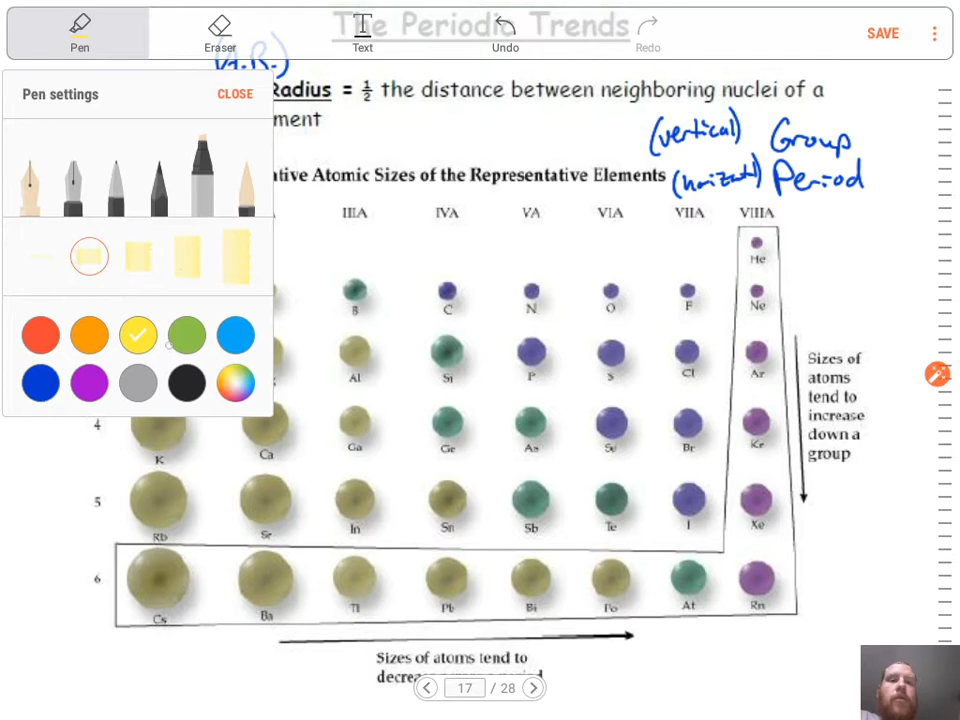 The Periodic Trends
Pen
Eraser
Text
Undo
Redo
SAVE
(A.R.)
Pen settings
CLOSE
Radius = ½ the distance between neighboring nuclei of a
ment
(vertical) Group
tive Atomic Sizes of the Representative Elements
(horizontal) Period
IIIA IVA VA VIA VIIA VIIIA
He
B C N O F Ne
Al Si P S Cl Ar
Sizes of
atoms
tend to
increase
down a
group
4
K Ca Ga Ge As Se Br Kr
5
Rb Sr In Sn Sb Te I Xe
6
Cs Ba Tl Pb Bi Po At Rn
Sizes of atoms tend to
17 / 28